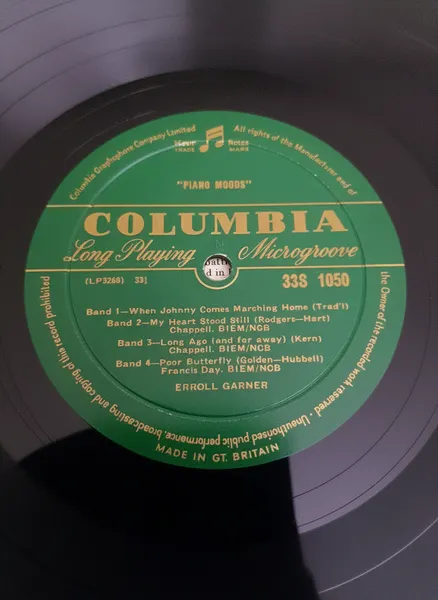 Columbia Graphophone Company Limited
All rights of the Manufacturer and of
the Owner of the recorded work reserved · Unauthorised public performance, broadcasting and copying of this record prohibited
TRADE MARK
"PIANO MOODS"
COLUMBIA
Long Playing Microgroove
(LP3269) 33S 1050
Band 1—When Johnny Comes Marching Home (Trad'l)
Band 2—My Heart Stood Still (Rodgers—Hart)
Chappell. BIEM/NCB
Band 3—Long Ago (and far away) (Kern)
Chappell. BIEM/NCB
Band 4—Poor Butterfly (Golden—Hubbell)
Francis Day. BIEM/NCB
ERROLL GARNER
MADE IN GT. BRITAIN